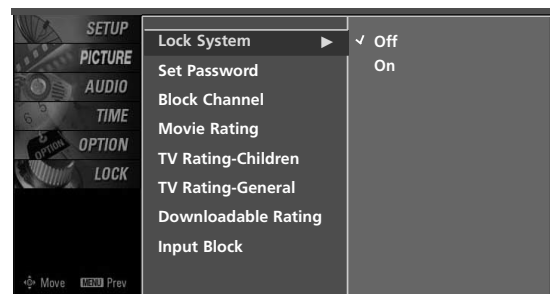 SETUP
PICTURE
AUDIO
TIME
OPTION
LOCK
Move MENU Prev
Lock System ▶
Set Password
Block Channel
Movie Rating
TV Rating-Children
TV Rating-General
Downloadable Rating
Input Block
✓ Off
On